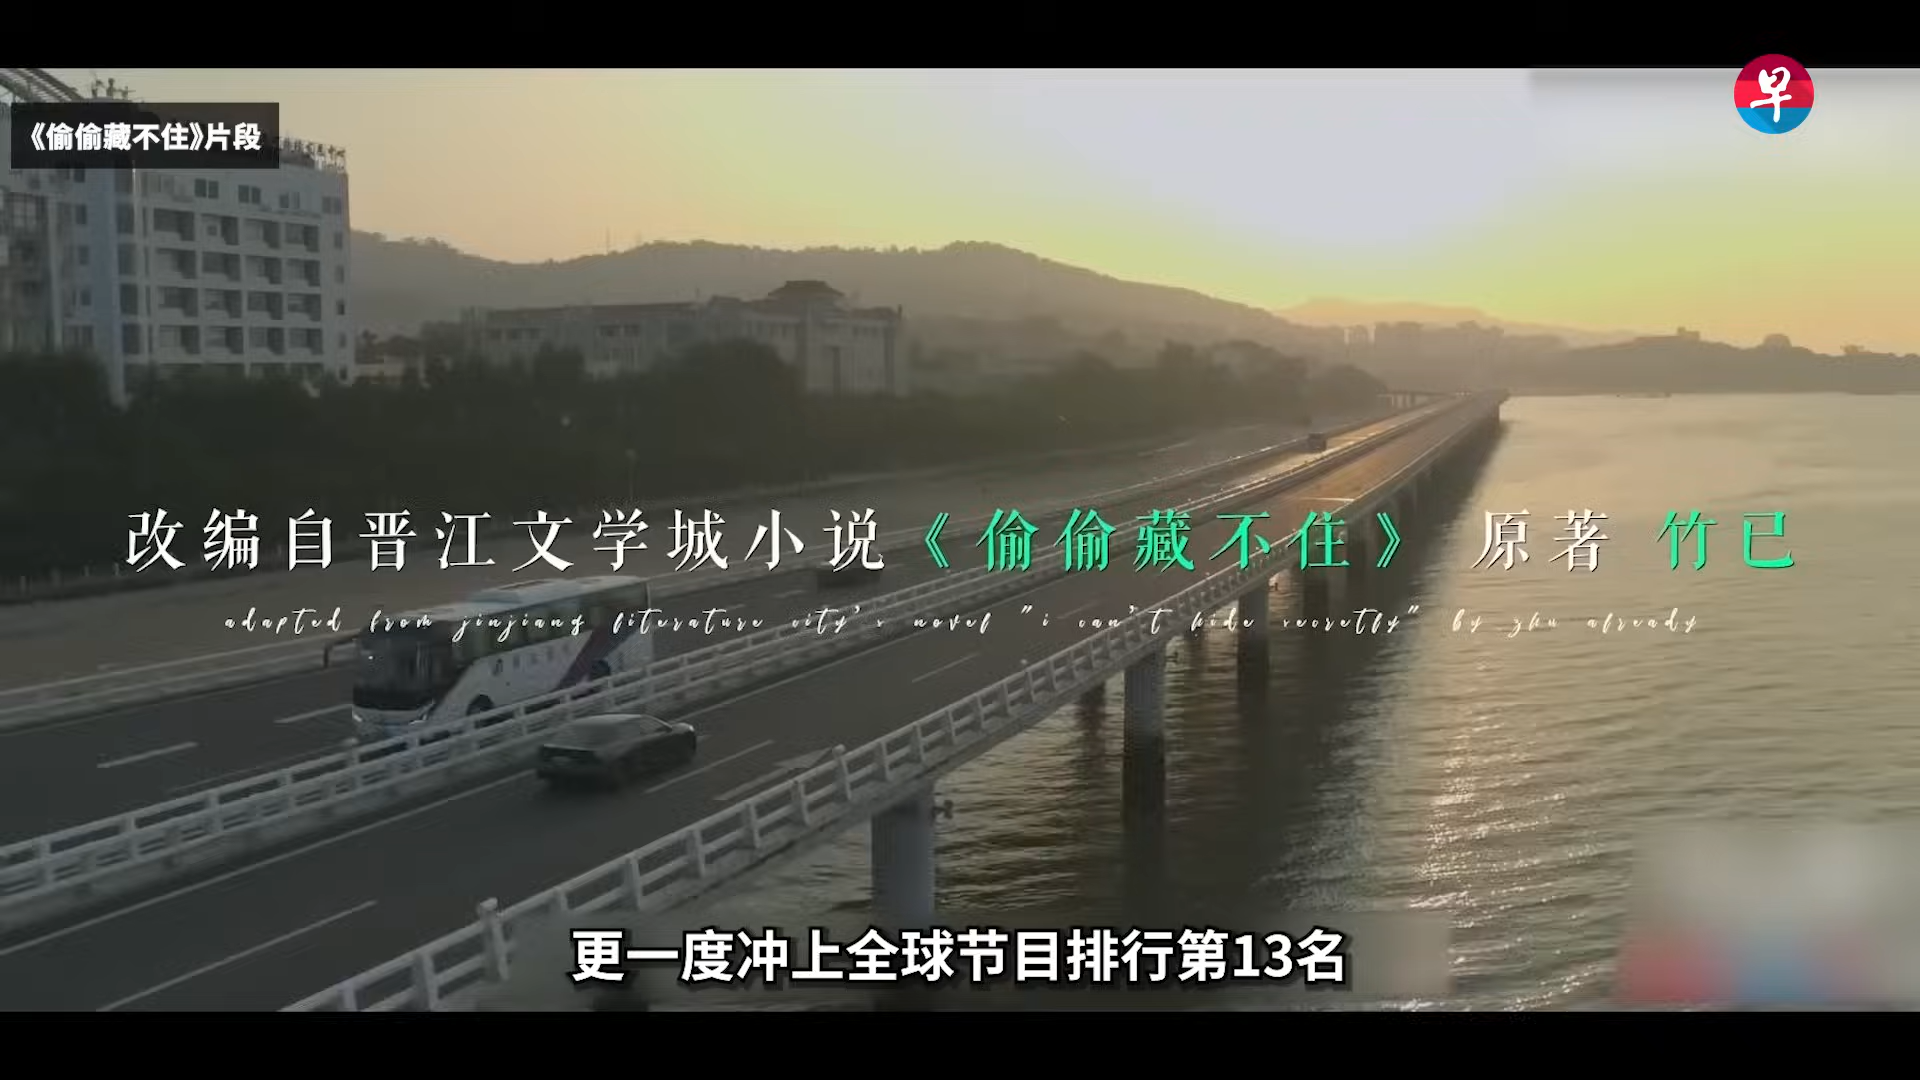 早
《偷偷藏不住》片段
改编自晋江文学城小说《偷偷藏不住》 原著 竹已
adapted from jinjiang literature city's novel "i can't hide secretly" by zhu already
更一度冲上全球节目排行第13名